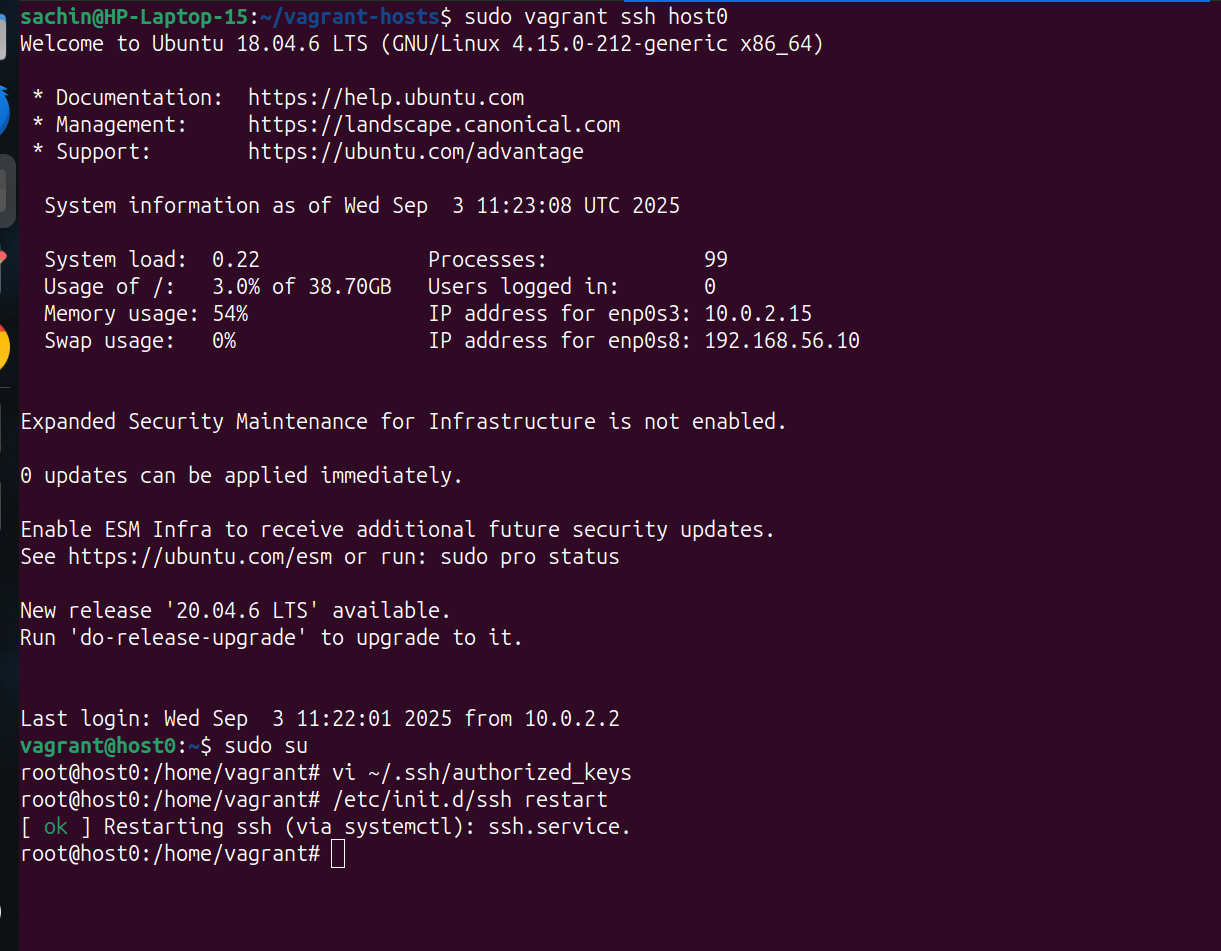 sachin@HP-Laptop-15:~/vagrant-hosts$ sudo vagrant ssh host0
Welcome to Ubuntu 18.04.6 LTS (GNU/Linux 4.15.0-212-generic x86_64)

 * Documentation:  https://help.ubuntu.com
 * Management:     https://landscape.canonical.com
 * Support:        https://ubuntu.com/advantage

  System information as of Wed Sep  3 11:23:08 UTC 2025

  System load:  0.22              Processes:             99
  Usage of /:   3.0% of 38.70GB   Users logged in:       0
  Memory usage: 54%               IP address for enp0s3: 10.0.2.15
  Swap usage:   0%                IP address for enp0s8: 192.168.56.10

Expanded Security Maintenance for Infrastructure is not enabled.

0 updates can be applied immediately.

Enable ESM Infra to receive additional future security updates.
See https://ubuntu.com/esm or run: sudo pro status

New release '20.04.6 LTS' available.
Run 'do-release-upgrade' to upgrade to it.

Last login: Wed Sep  3 11:22:01 2025 from 10.0.2.2
vagrant@host0:~$ sudo su
root@host0:/home/vagrant# vi ~/.ssh/authorized_keys
root@host0:/home/vagrant# /etc/init.d/ssh restart
[ ok ] Restarting ssh (via systemctl): ssh.service.
root@host0:/home/vagrant#